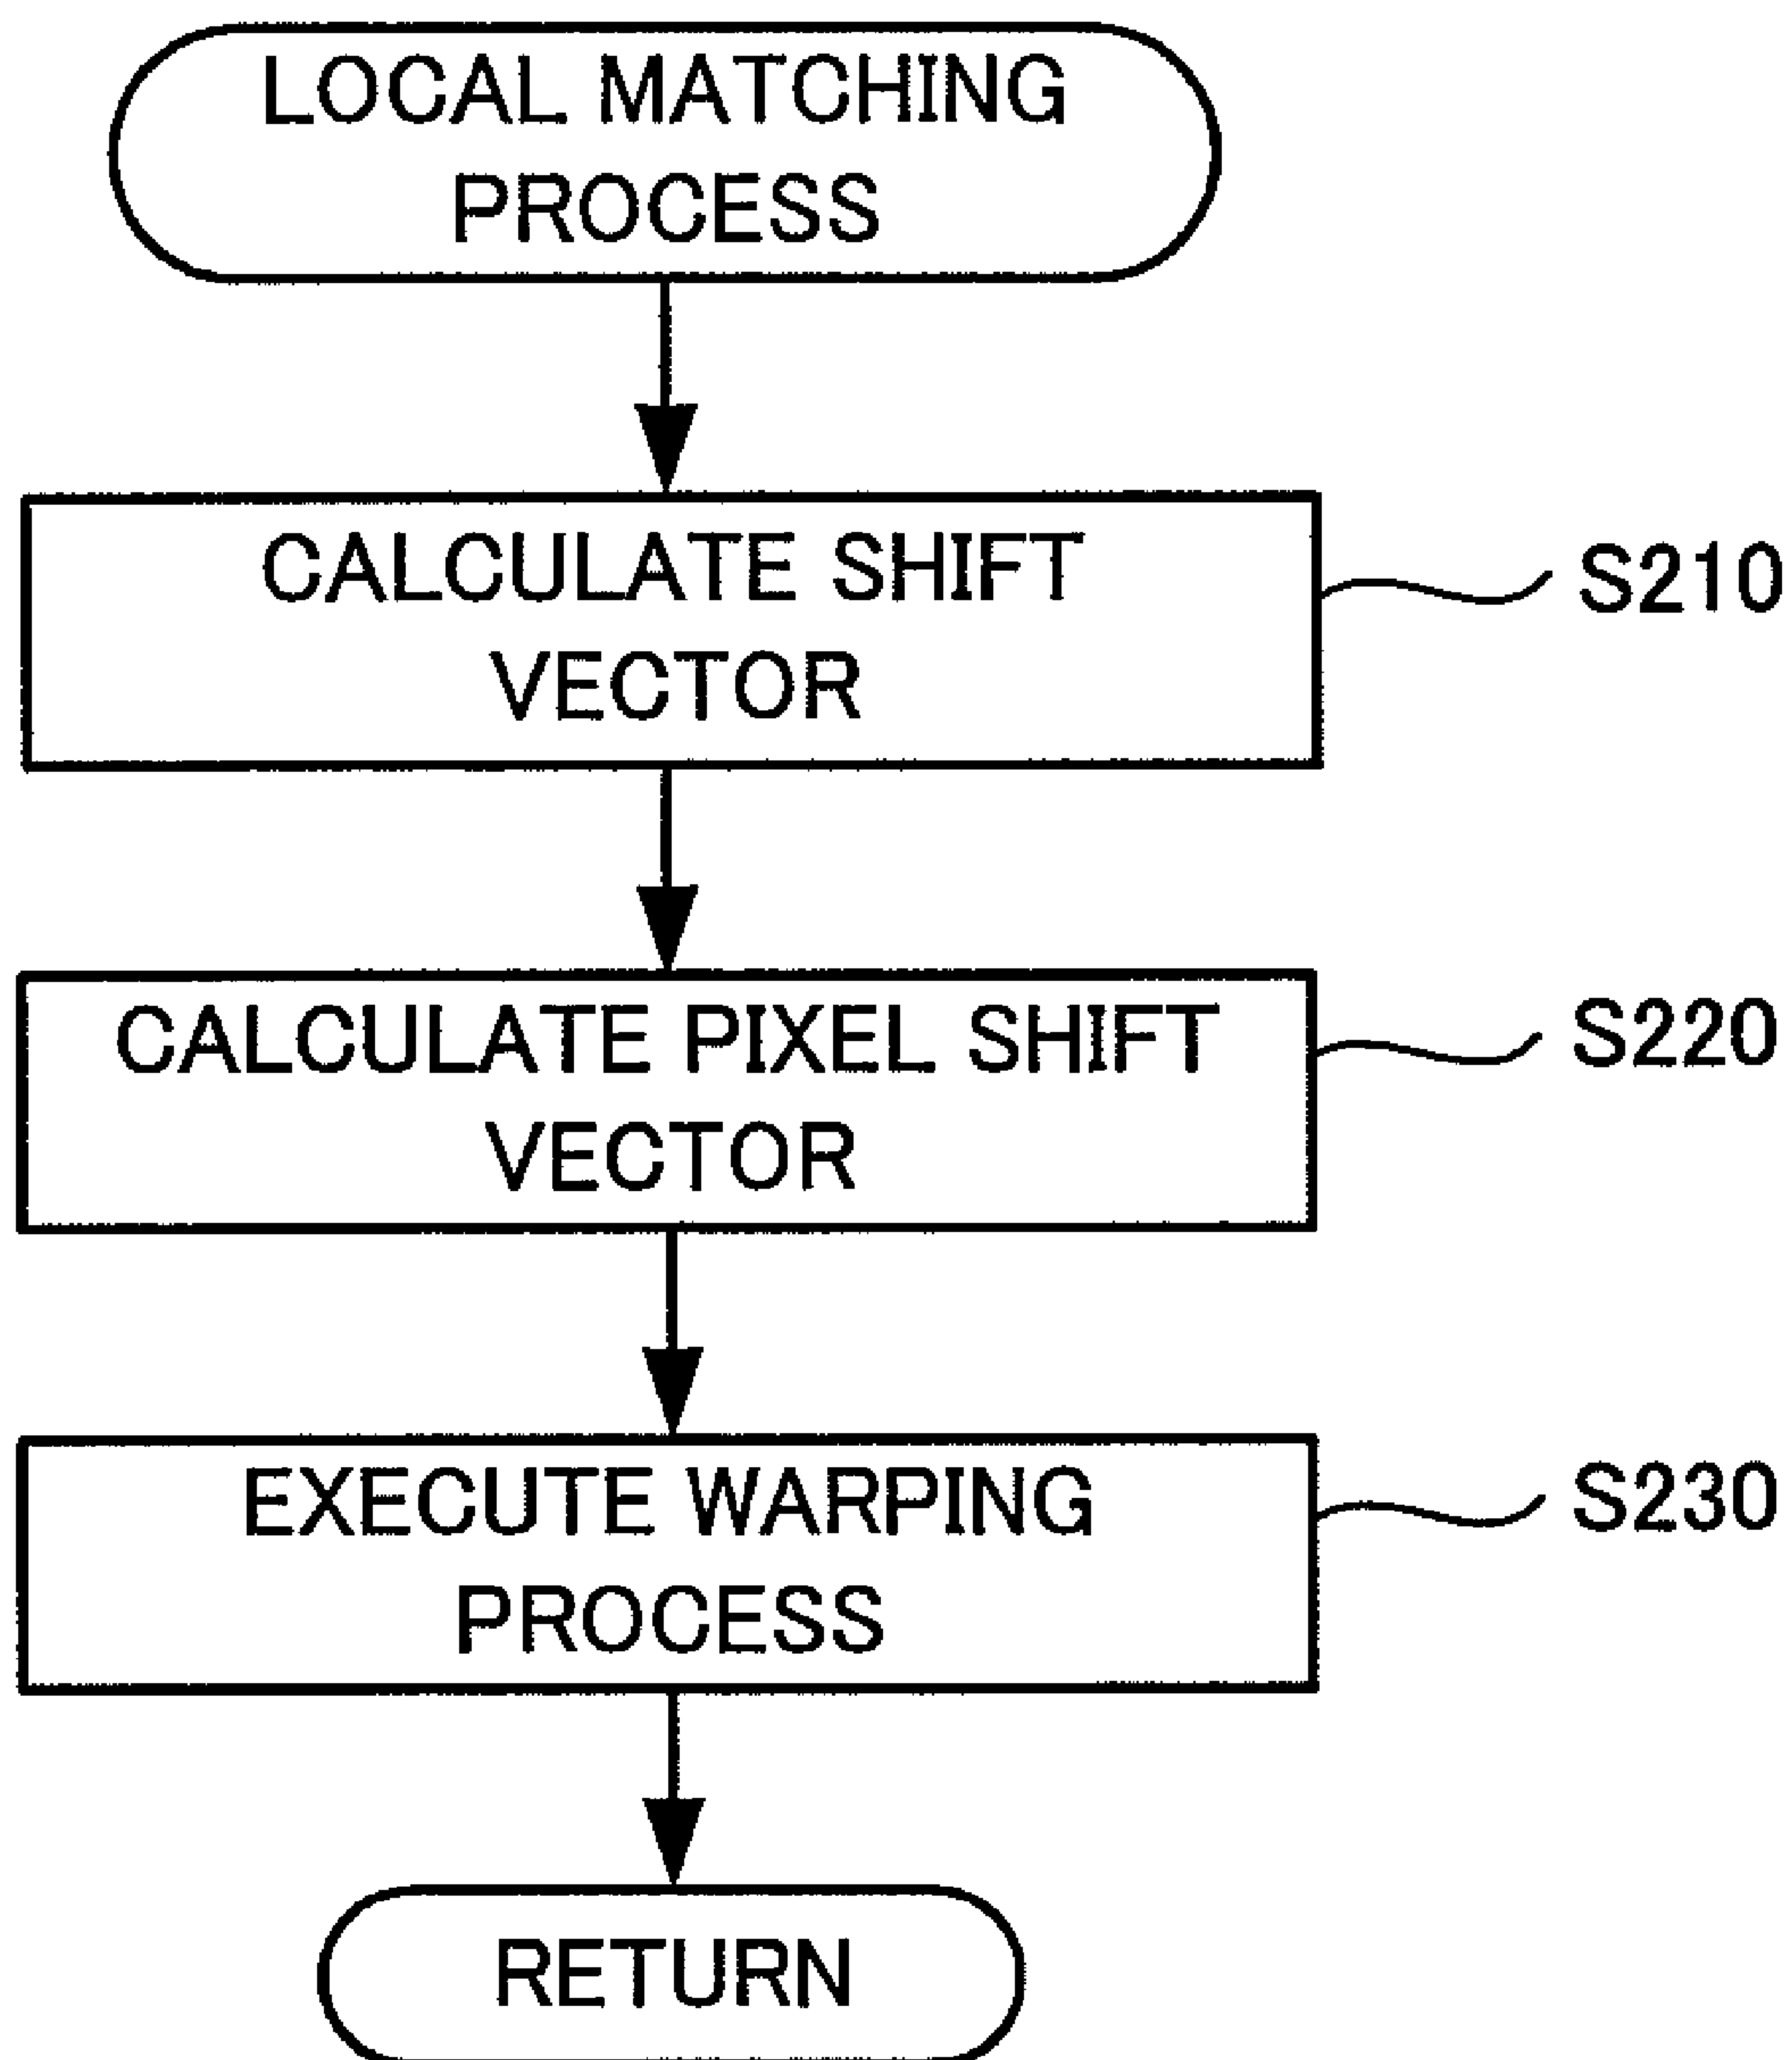 LOCAL MATCHING
PROCESS
CALCULATE SHIFT
VECTOR
S210
CALCULATE PIXEL SHIFT
VECTOR
S220
EXECUTE WARPING
PROCESS
S230
RETURN